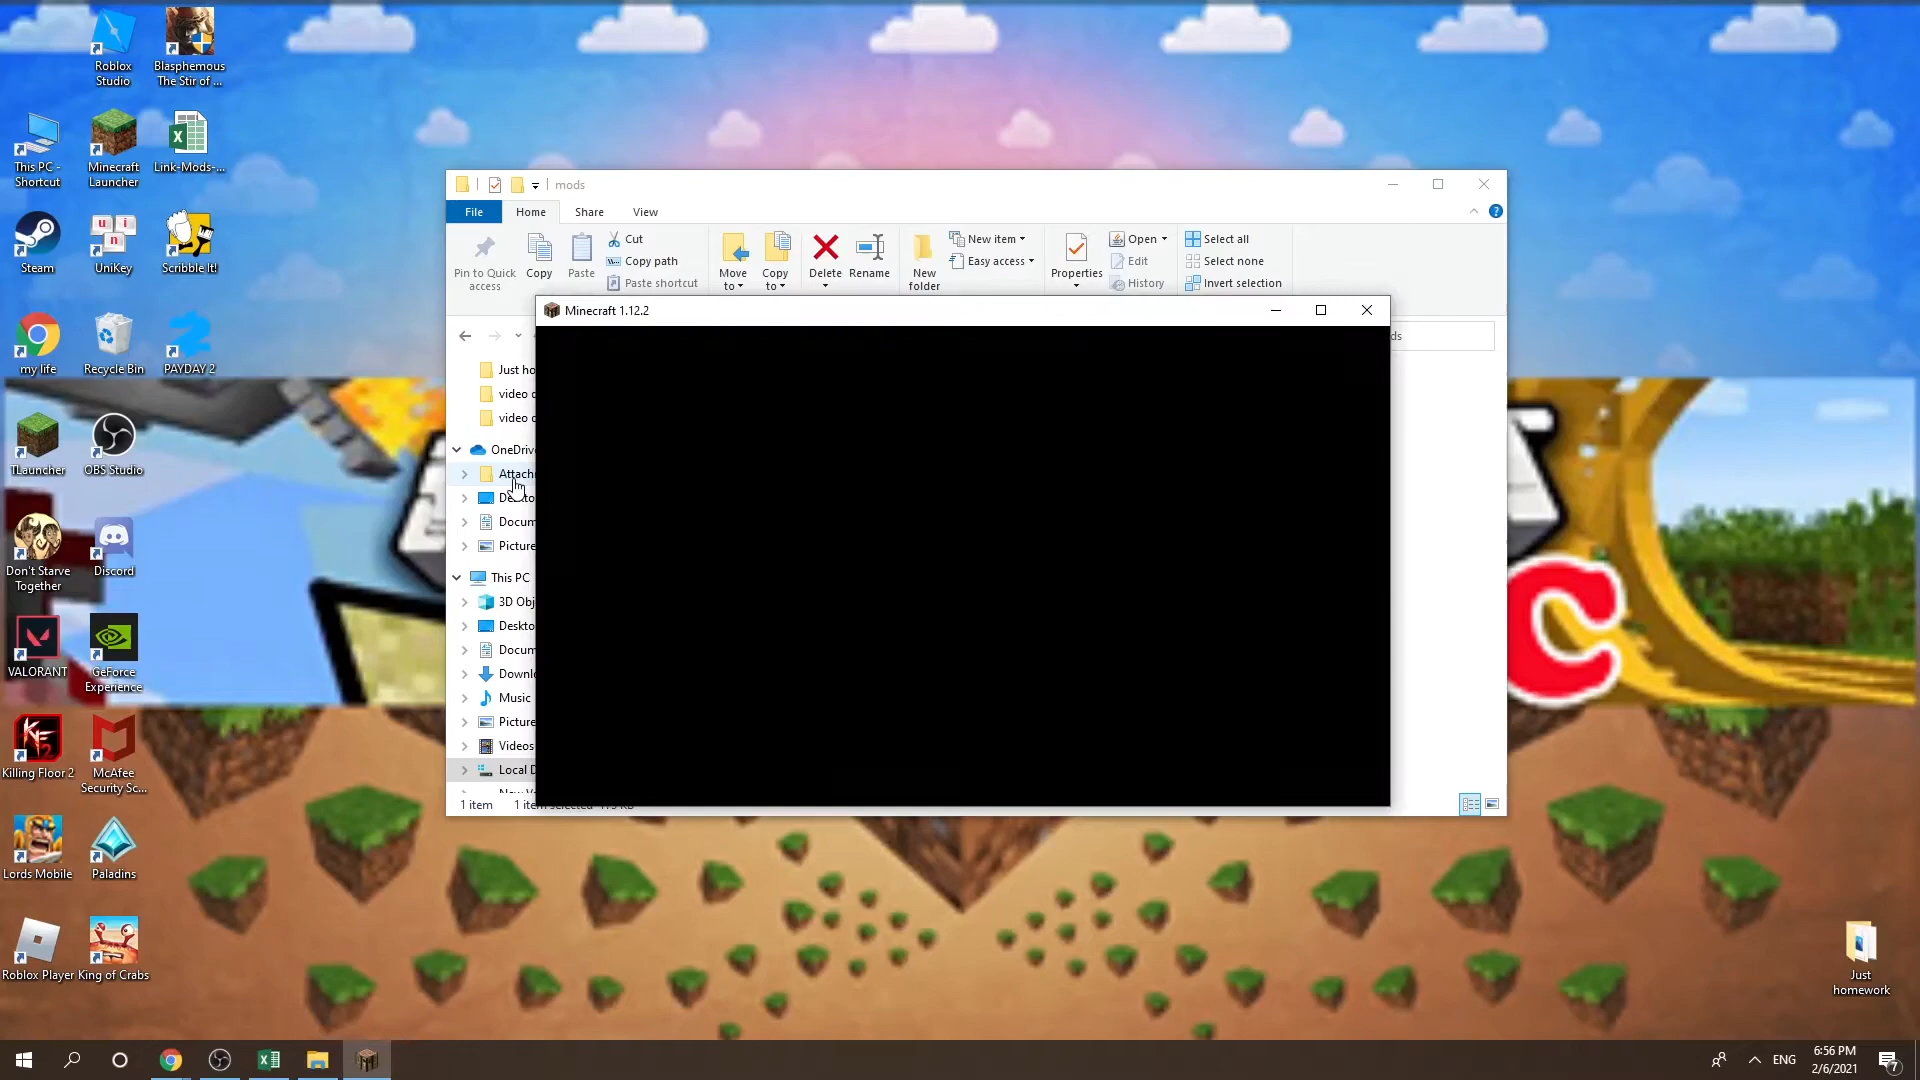 Roblox
Studio
Blasphemous
The Stir of ...
This PC -
Shortcut
Minecraft
Launcher
Link-Mods-...
Steam
UniKey
Scribble It!
my life
Recycle Bin
PAYDAY 2
TLauncher
OBS Studio
Don't Starve
Together
Discord
VALORANT
GeForce
Experience
Killing Floor 2
McAfee
Security Sc...
Lords Mobile
Paladins
Roblox Player
King of Crabs
mods
File
Home
Share
View
Pin to Quick
access
Copy
Paste
Cut
Copy path
Paste shortcut
Move
to
Copy
to
Delete
Rename
New
folder
New item
Easy access
Properties
Open
Edit
History
Select all
Select none
Invert selection
Minecraft 1.12.2
ds
Just ho
video
video
OneDriv
Attach
Deskto
Docum
Picture
This PC
3D Obj
Deskto
Docum
Downlo
Music
Picture
Videos
Local D
1 item
C
Just
homework
ENG
6:56 PM
2/6/2021
7